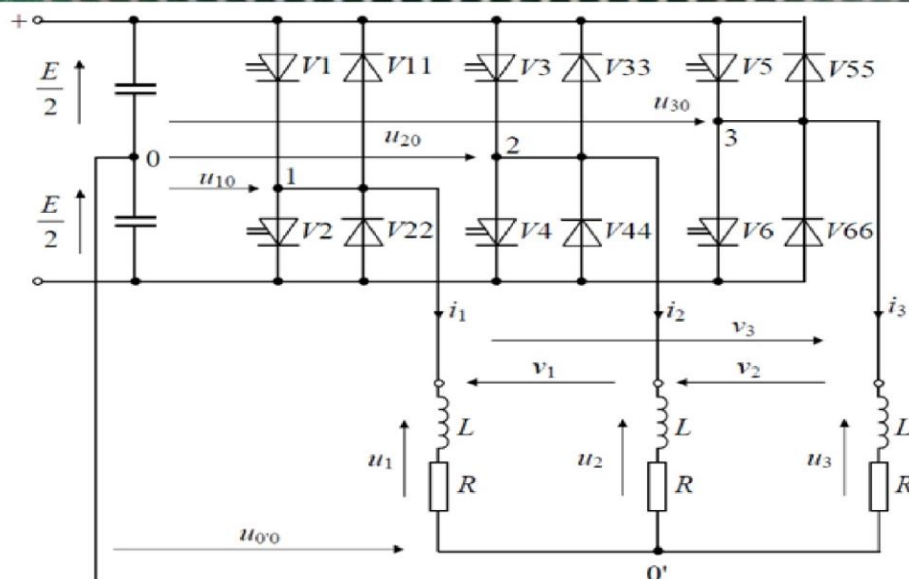 +
E/2 V1 V11 V3 V33 V5 V55
u30
u20 2 3
0
u10 1
E/2 V2 V22 V4 V44 V6 V66
i1 i2 i3
v3
v1 v2
L L L
u1 u2 u3
R R R
u0'0
0'